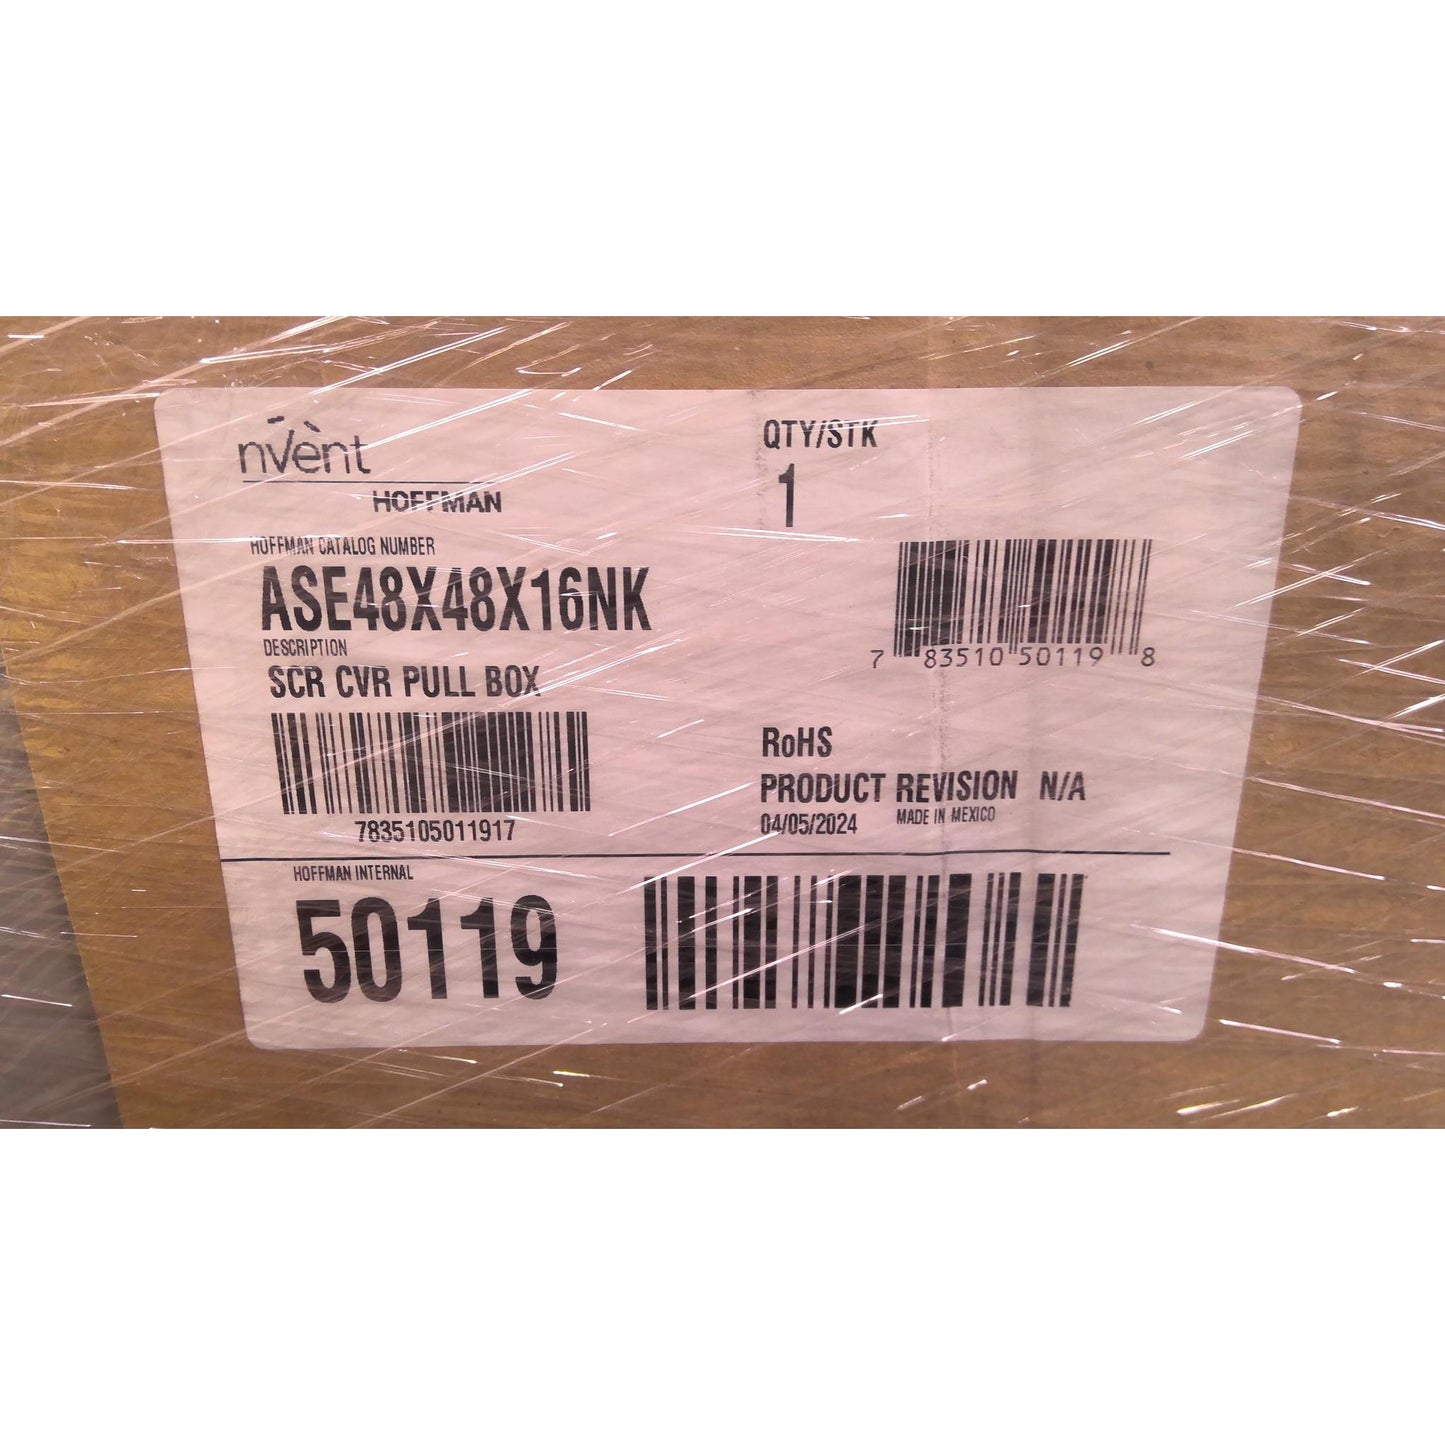 nVent
HOFFMAN
HOFFMAN CATALOG NUMBER
ASE48X48X16NK
DESCRIPTION
SCR CVR PULL BOX
7835105011917
QTY/STK
1
7 83510 50119 8
RoHS
PRODUCT REVISION N/A
04/05/2024 MADE IN MEXICO
HOFFMAN INTERNAL
50119